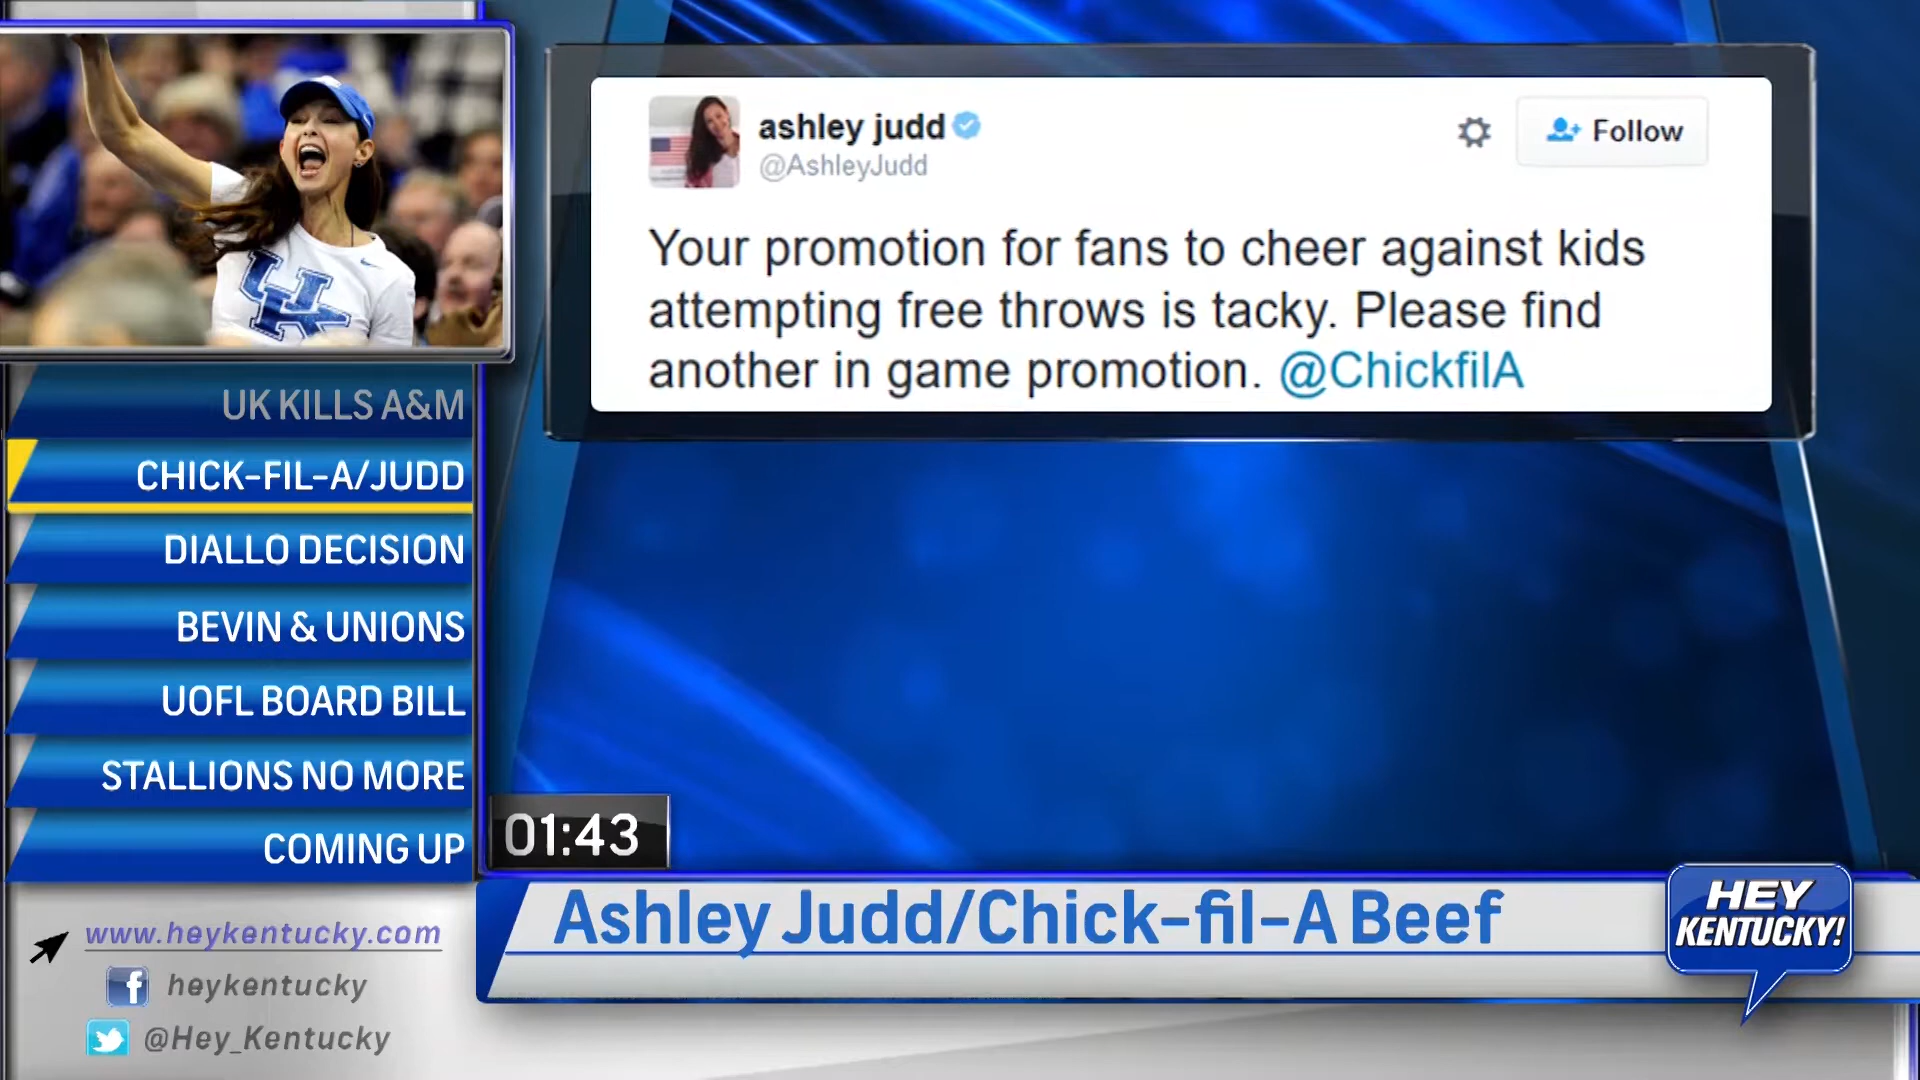 ashley judd
@AshleyJudd
Follow
Your promotion for fans to cheer against kids
attempting free throws is tacky. Please find
another in game promotion. @ChickfilA
UK
UK KILLS A&M
CHICK-FIL-A/JUDD
DIALLO DECISION
BEVIN & UNIONS
UOFL BOARD BILL
STALLIONS NO MORE
COMING UP
01:43
Ashley Judd/Chick-fil-A Beef
HEY
KENTUCKY!
www.heykentucky.com
f heykentucky
@Hey_Kentucky